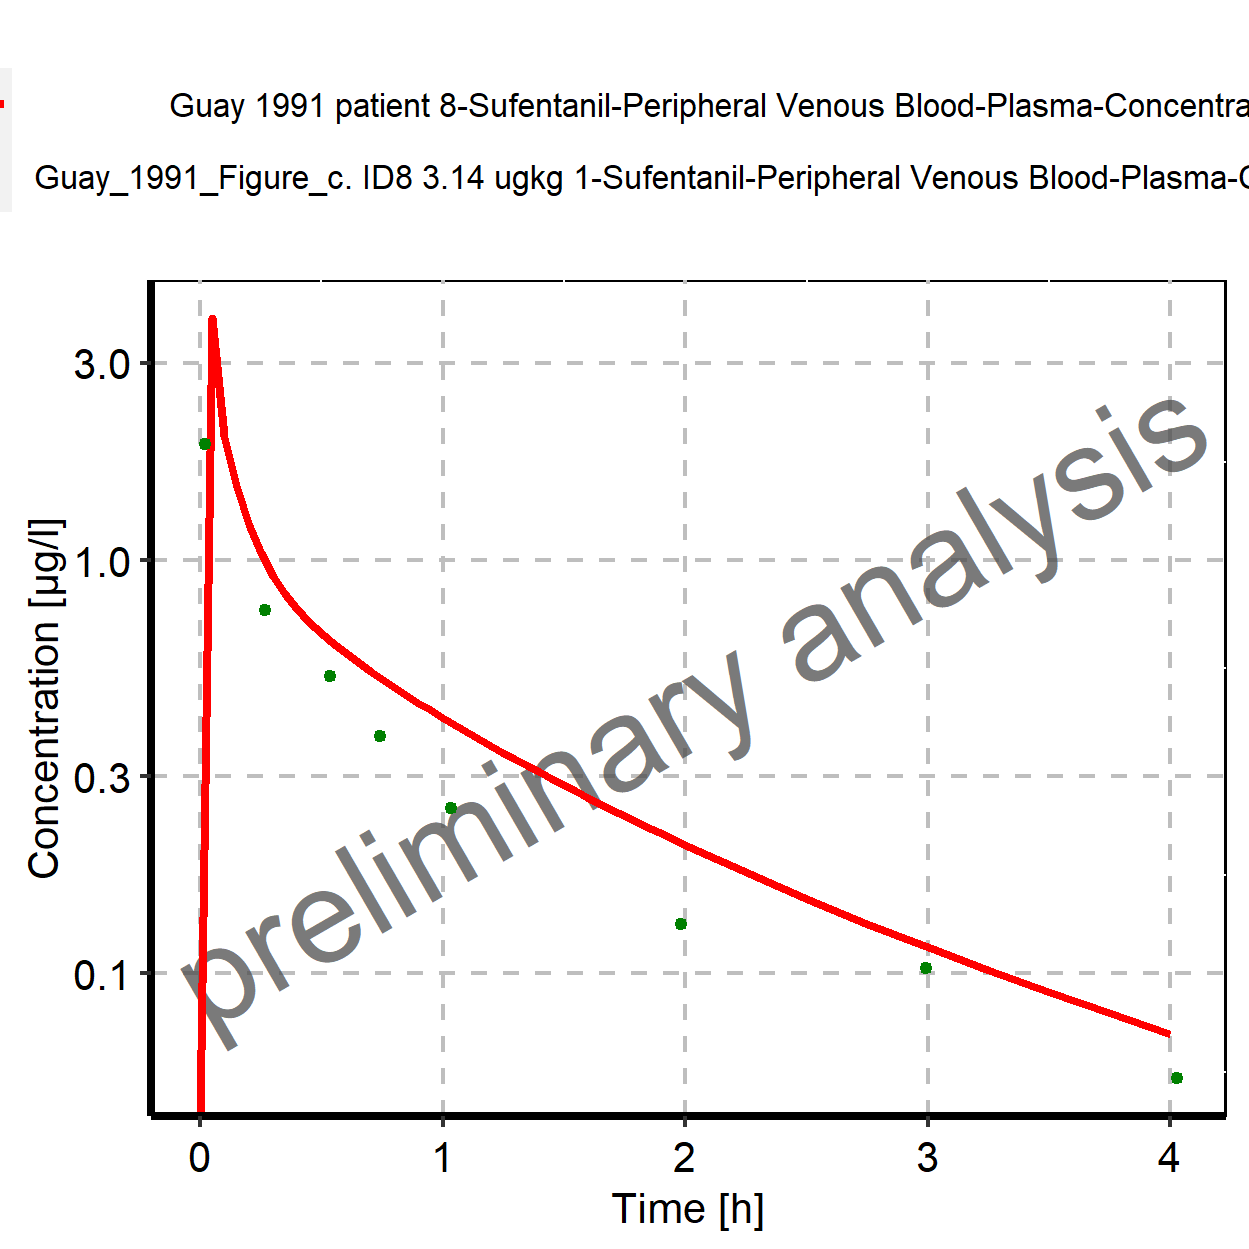 Guay 1991 patient 8-Sufentanil-Peripheral Venous Blood-Plasma-Concentra
Guay_1991_Figure_c. ID8 3.14 ugkg 1-Sufentanil-Peripheral Venous Blood-Plasma-C
3.0
1.0
0.3
0.1
Concentration [µg/l]
preliminary analysis
0 1 2 3 4
Time [h]